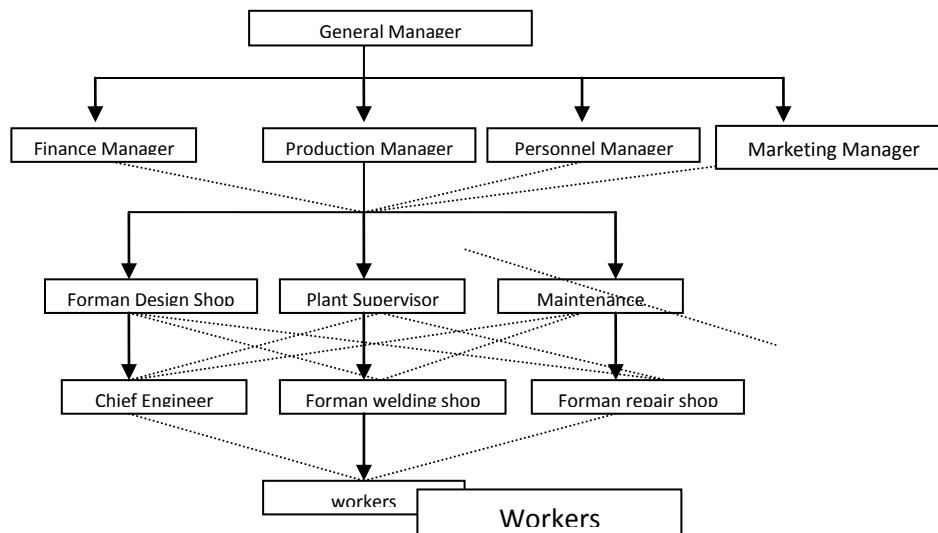 General Manager
Finance Manager
Production Manager
Personnel Manager
Marketing Manager
Forman Design Shop
Plant Supervisor
Maintenance
Chief Engineer
Forman welding shop
Forman repair shop
workers
Workers